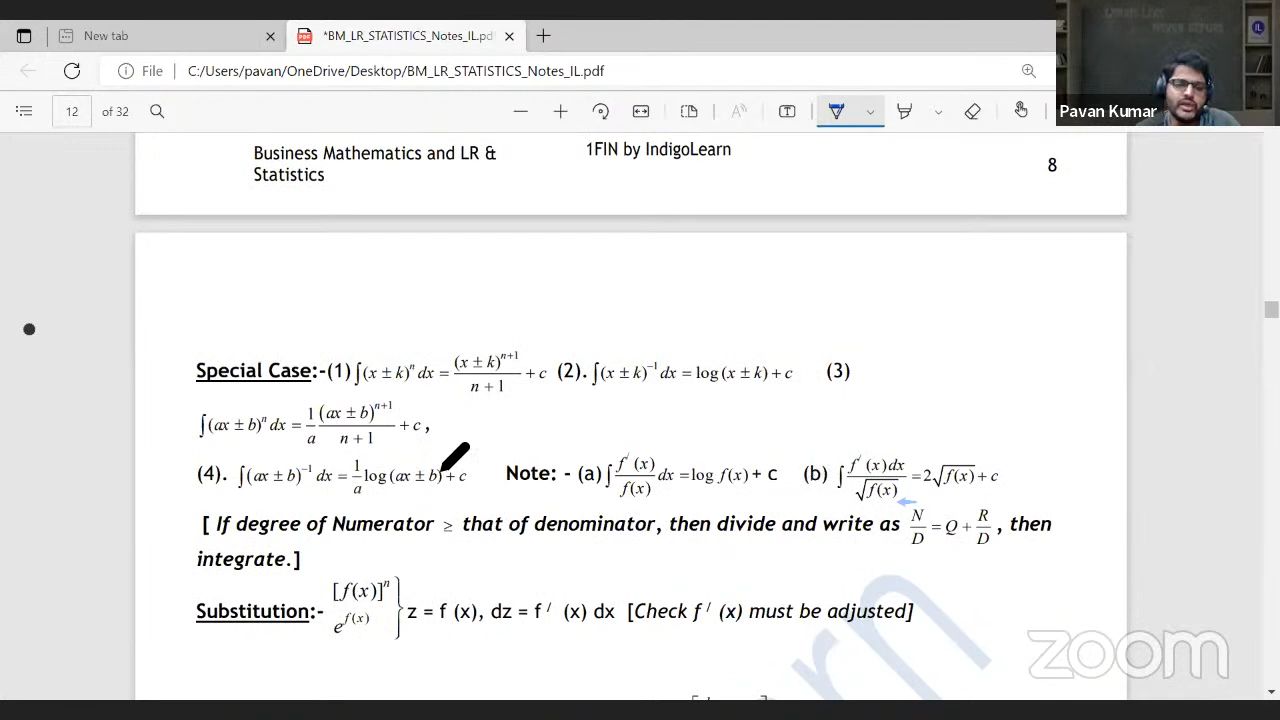 New tab
*BM_LR_STATISTICS_Notes_IL.pdf
File C:/Users/pavan/OneDrive/Desktop/BM_LR_STATISTICS_Notes_IL.pdf
12 of 32
Pavan Kumar
Business Mathematics and LR & Statistics
1FIN by IndigoLearn
8
Special Case:-(1) ∫(x ± k)^n dx = (x ± k)^{n+1}/(n + 1) + c (2). ∫(x ± k)^{-1} dx = log(x ± k) + c (3)
∫(ax ± b)^n dx = 1/a (ax ± b)^{n+1}/(n + 1) + c ,
(4). ∫(ax ± b)^{-1} dx = 1/a log(ax ± b) + c Note: - (a) ∫ f'(x)/f(x) dx = log f(x) + c (b) ∫ f'(x)dx/√f(x) = 2√f(x) + c
[ If degree of Numerator ≥ that of denominator, then divide and write as N/D = Q + R/D , then
integrate.]
Substitution:- [f(x)]^n e^{f(x)} } z = f (x), dz = f' (x) dx [Check f' (x) must be adjusted]
zoom